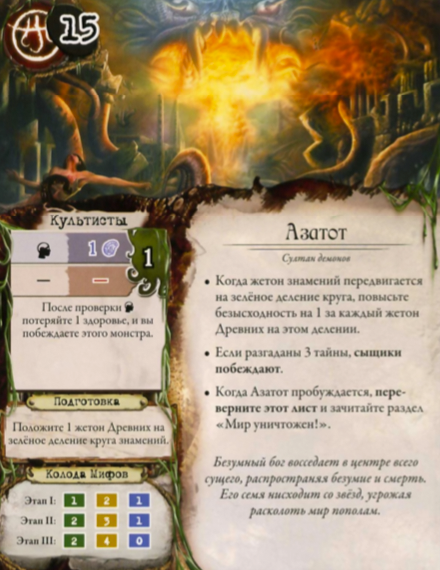 15
Культисты
1
1
— —
После проверки
потеряйте 1 здоровье, и вы
побеждаете этого монстра.
Подготовка
Положите 1 жетон Древних на
зелёное деление круга знамений.
Колода Мифов
Этап I: 1 2 1
Этап II: 2 3 1
Этап III: 2 4 0
Азатот
Султан демонов
• Когда жетон знамений передвигается
на зелёное деление круга, повысьте
безысходность на 1 за каждый жетон
Древних на этом делении.
• Если разгаданы 3 тайны, сыщики
побеждают.
• Когда Азатот пробуждается, пере-
верните этот лист и зачитайте раздел
«Мир уничтожен!».
Безумный бог восседает в центре всего
сущего, распространяя безумие и смерть.
Его семя нисходит со звёзд, угрожая
расколоть мир пополам.